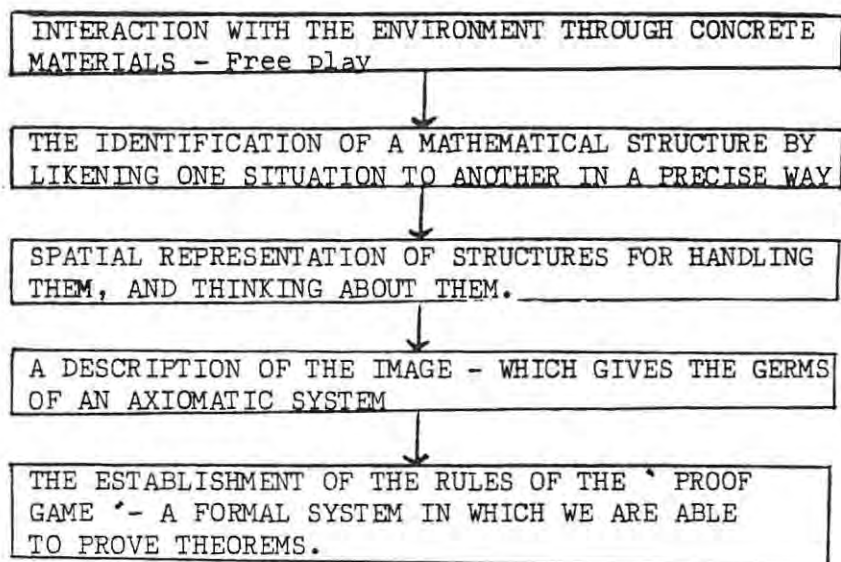 INTERACTION WITH THE ENVIRONMENT THROUGH CONCRETE
MATERIALS - Free play
THE IDENTIFICATION OF A MATHEMATICAL STRUCTURE BY
LIKENING ONE SITUATION TO ANOTHER IN A PRECISE WAY
SPATIAL REPRESENTATION OF STRUCTURES FOR HANDLING
THEM, AND THINKING ABOUT THEM.
A DESCRIPTION OF THE IMAGE - WHICH GIVES THE GERMS
OF AN AXIOMATIC SYSTEM
THE ESTABLISHMENT OF THE RULES OF THE ‛ PROOF
GAME ’- A FORMAL SYSTEM IN WHICH WE ARE ABLE
TO PROVE THEOREMS.